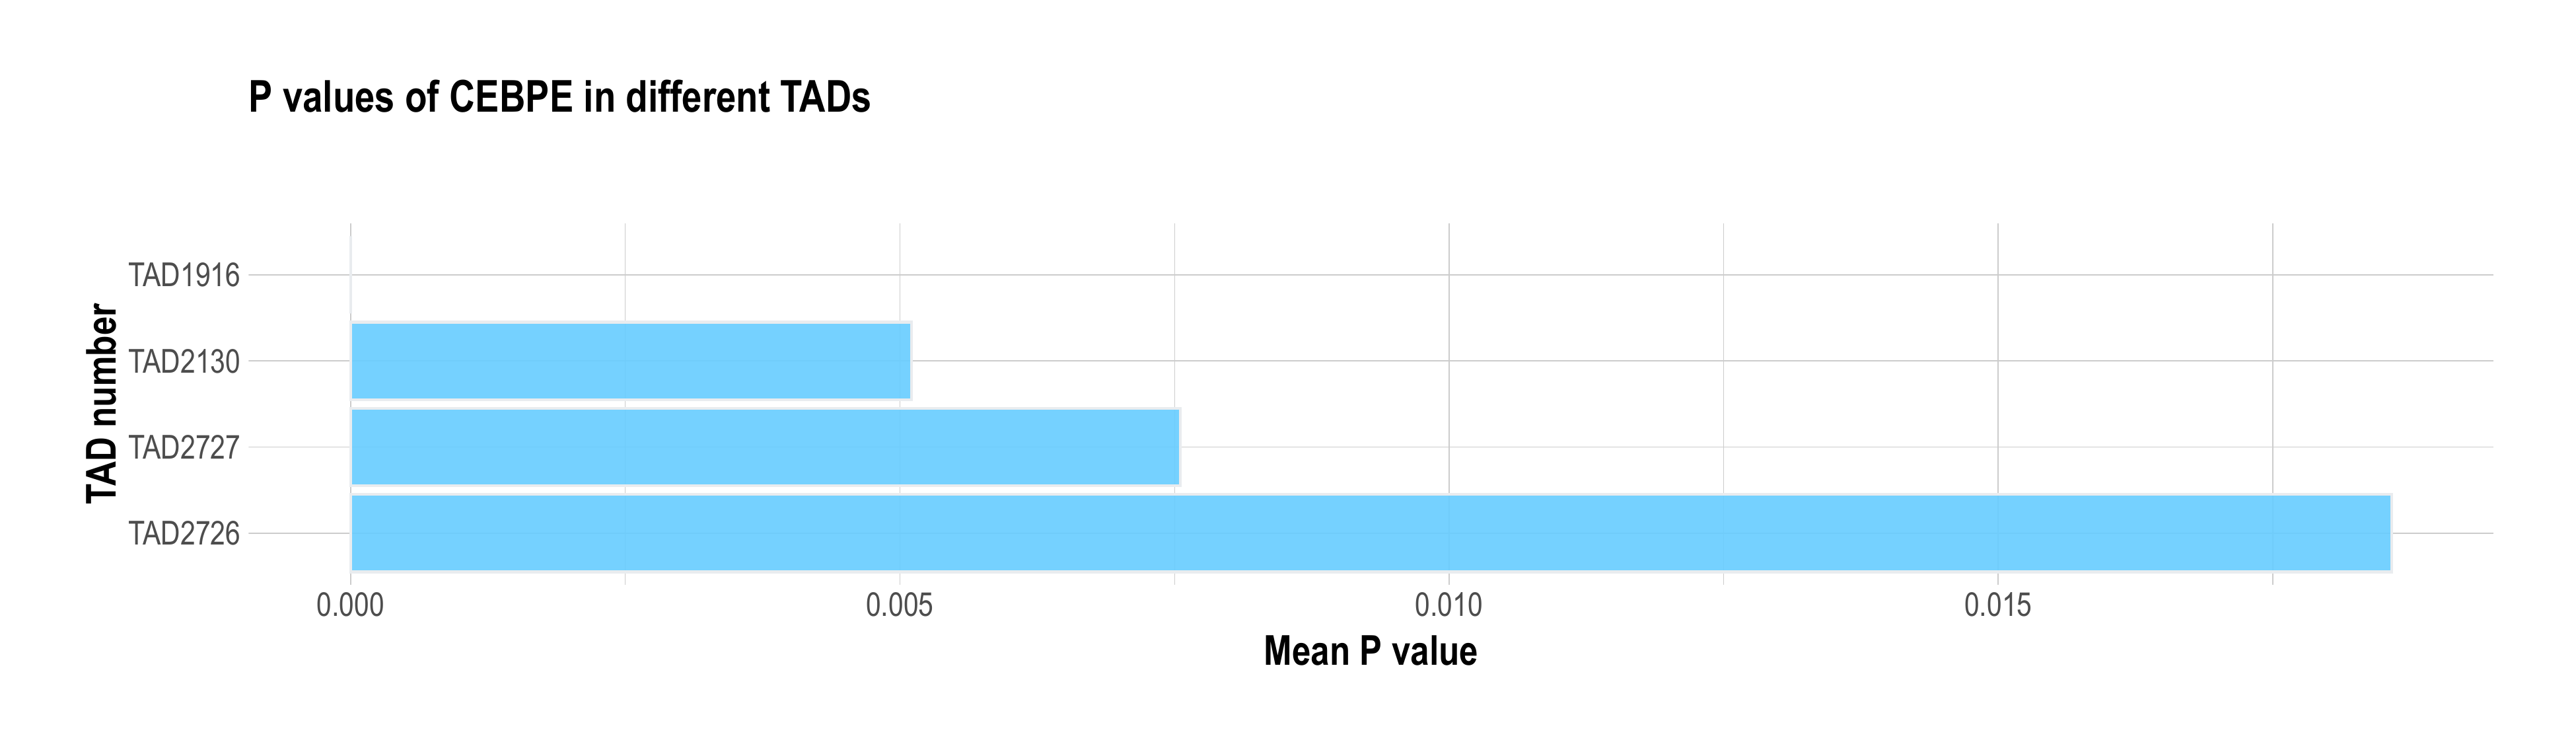 P values of CEBPE in different TADs
TAD number
TAD1916
TAD2130
TAD2727
TAD2726
0.000
0.005
0.010
0.015
Mean P value